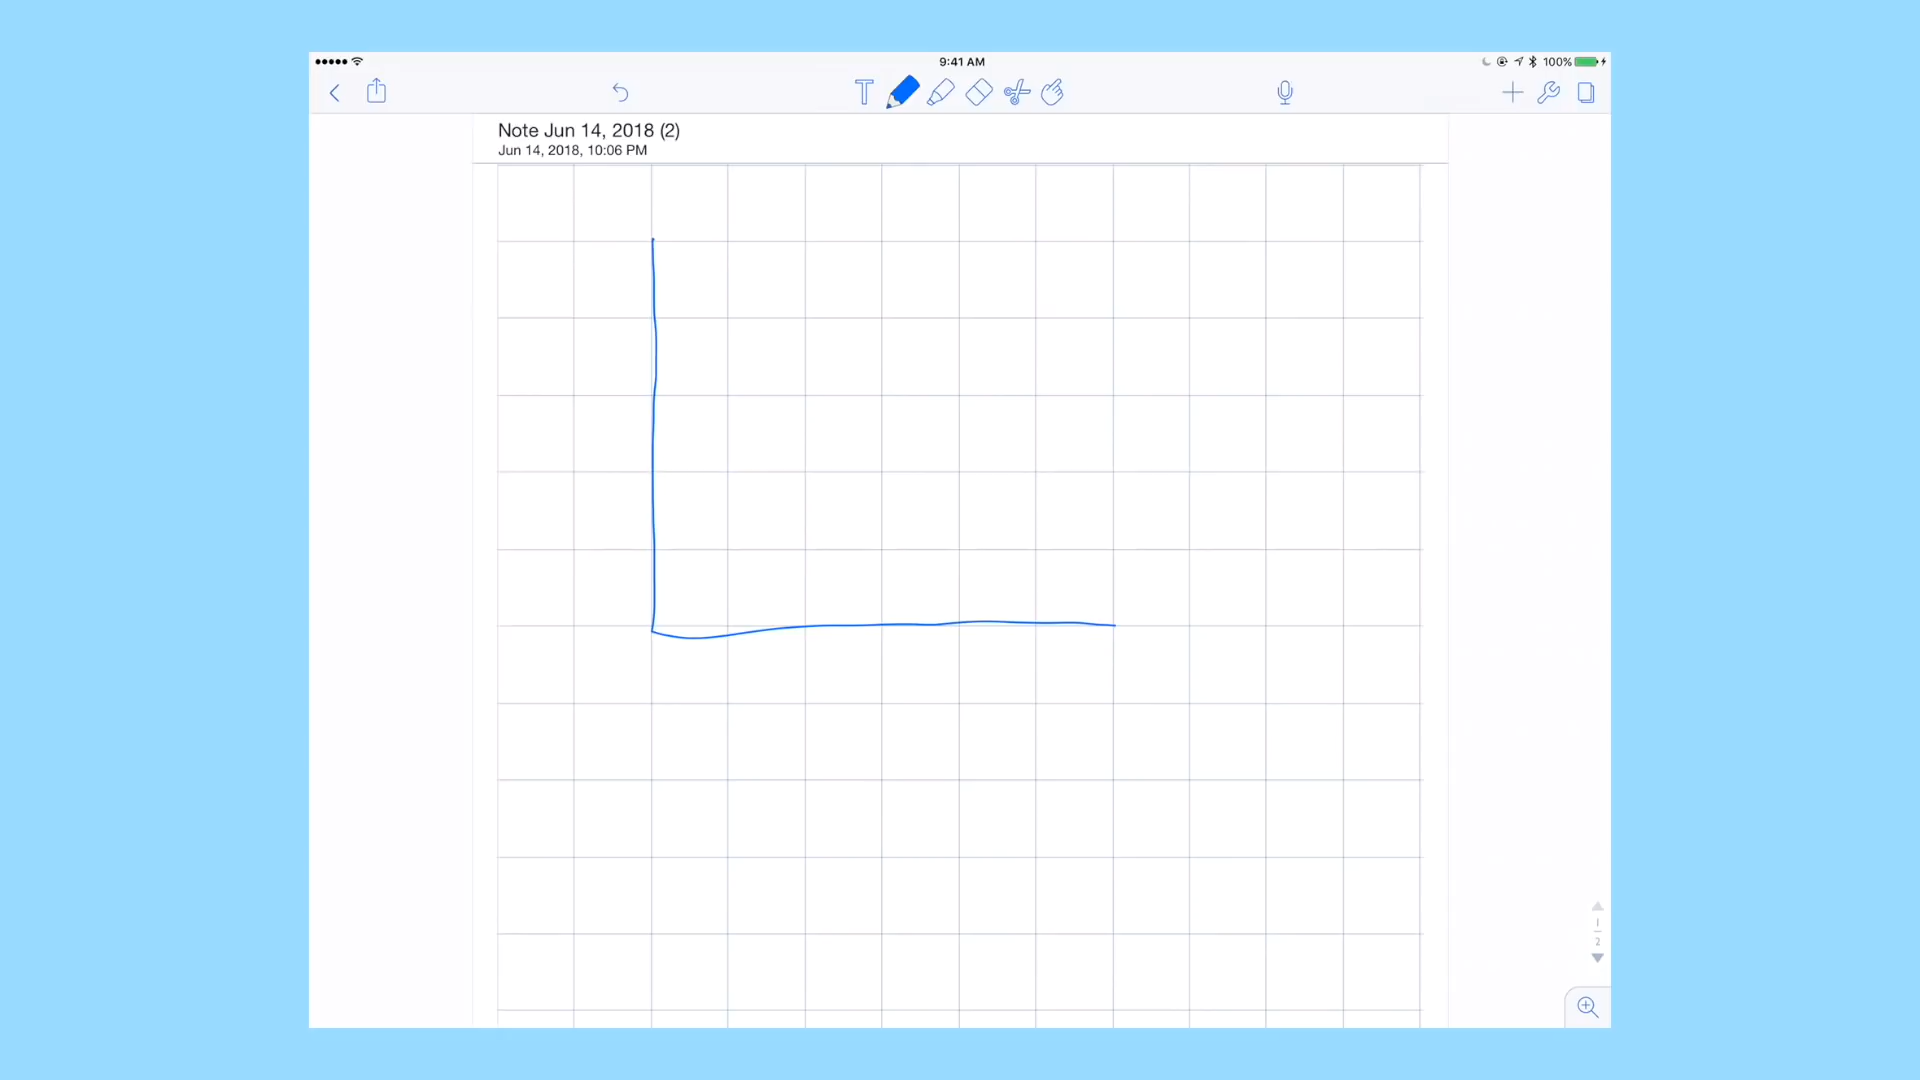 9:41 AM
100%
Note Jun 14, 2018 (2)
Jun 14, 2018, 10:06 PM
1
2